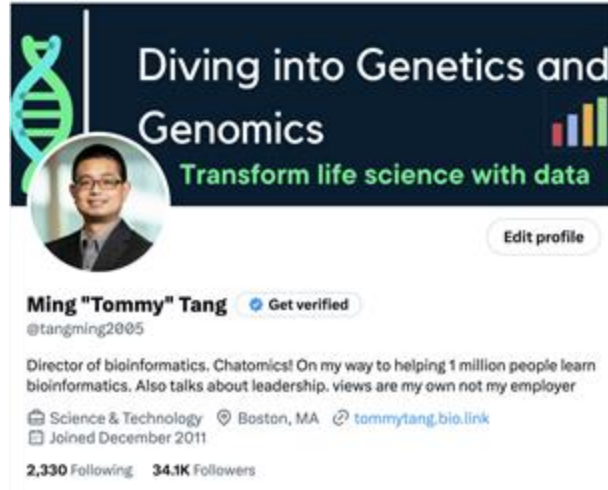 Diving into Genetics and
Genomics
Transform life science with data
Edit profile
Ming "Tommy" Tang Get verified
@tangming2005
Director of bioinformatics. Chatomics! On my way to helping 1 million people learn
bioinformatics. Also talks about leadership. views are my own not my employer
Science & Technology Boston, MA tommytang.bio.link
Joined December 2011
2,330 Following 34.1K Followers